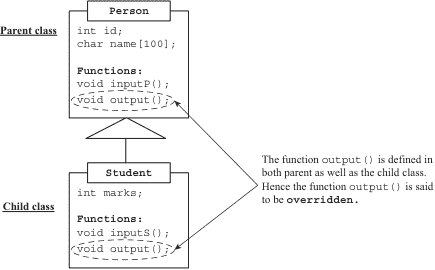 Person
Parent class
int id;
char name[100];
Functions:
void inputP();
void output();
Student
Child class
int marks;
Functions:
void inputS();
void output();
The function output() is defined in
both parent as well as the child class.
Hence the function output() is said
to be overridden.